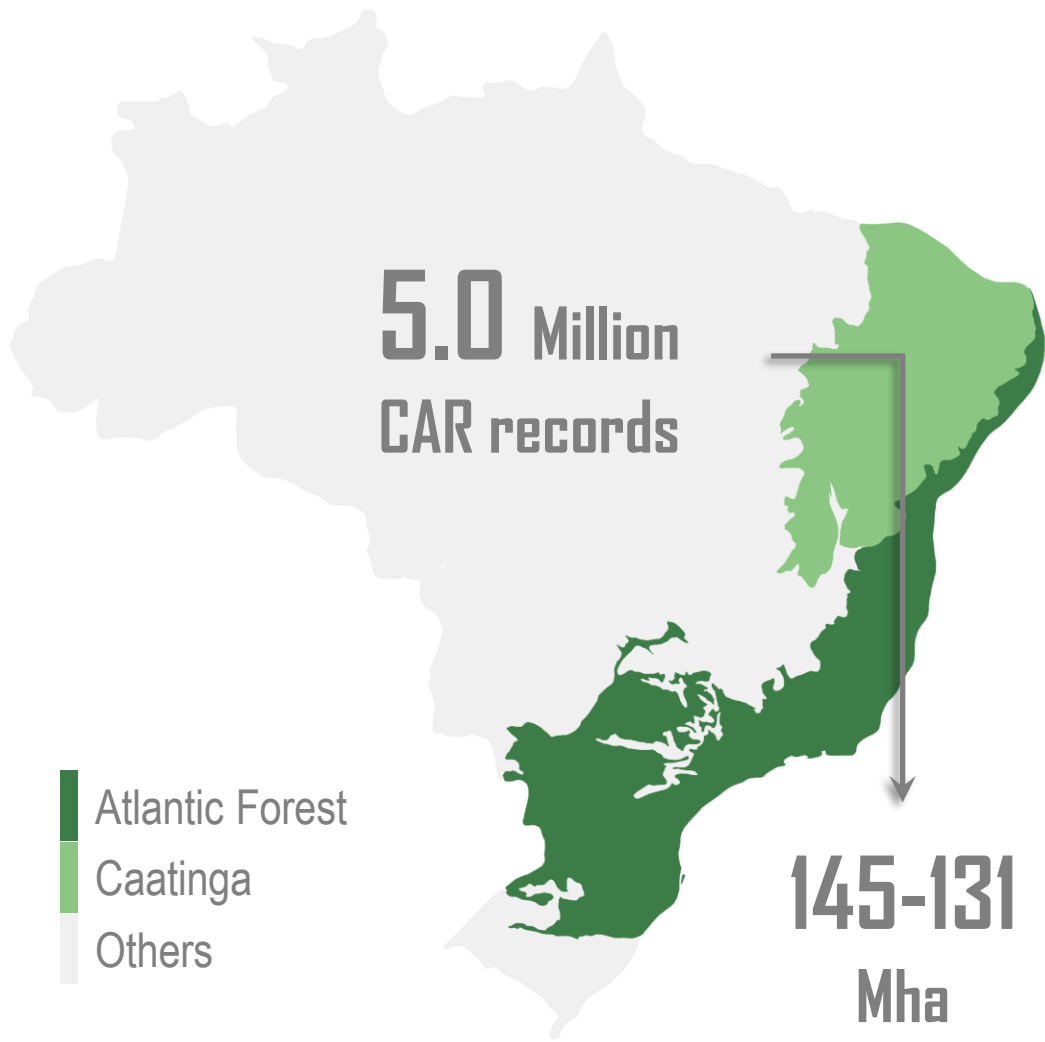 5.0 Million
CAR records
Atlantic Forest
Caatinga
Others
145-131
Mha